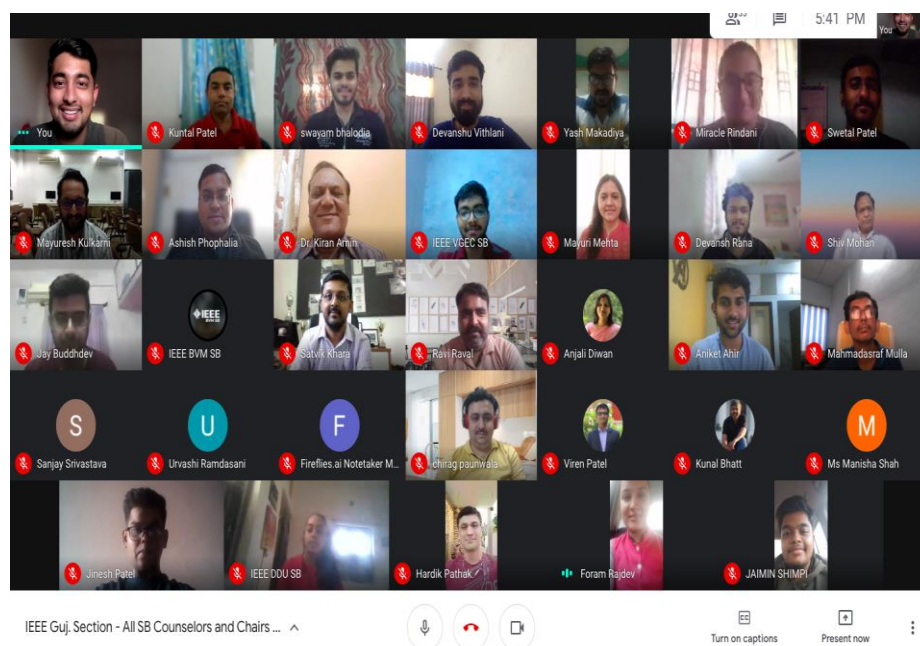 5:41 PM
You
You
Kuntal Patel
swayam bhalodia
Devanshu Vithlani
Yash Makadiya
Miracle Rindani
Swetal Patel
Mayuresh Kulkarni
Ashish Phophalia
Dr. Kiran Amin
IEEE VGEC SB
Mayuri Mehta
Devansh Rana
Shiv Mohan
Jay Buddhdev
IEEE
BVM SB
IEEE BVM SB
Satvik Khara
Ravi Raval
Anjali Diwan
Aniket Ahir
Mahmadasraf Mulla
S
Sanjay Srivastava
U
Urvashi Ramdasani
F
Fireflies.ai Notetaker M...
chirag paunwala
Viren Patel
Kunal Bhatt
M
Ms Manisha Shah
Jinesh Patel
IEEE DDU SB
Hardik Pathak
Foram Rajdev
JAIMIN SHIMPI
IEEE Guj. Section - All SB Counselors and Chairs ...
Turn on captions
Present now